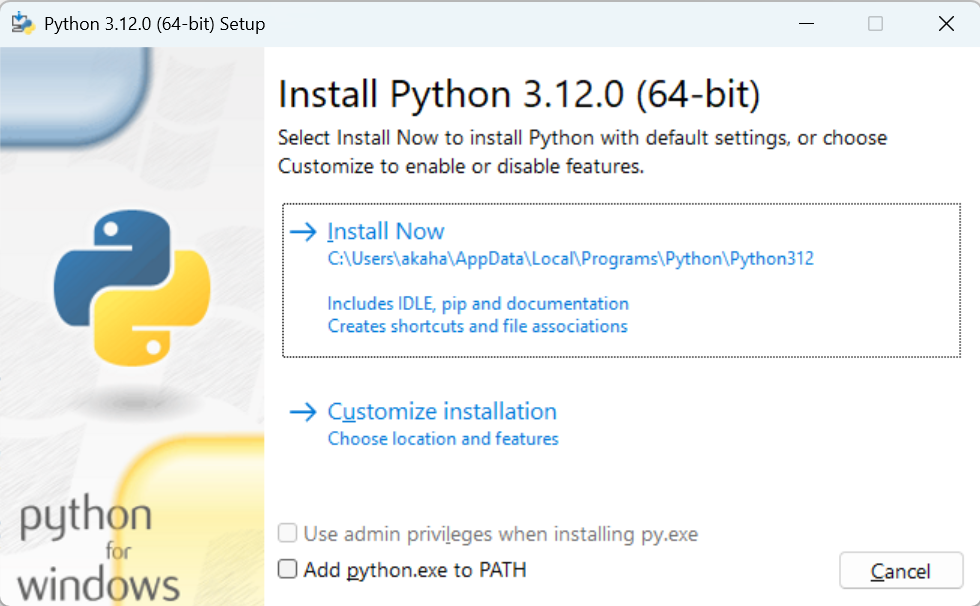 Python 3.12.0 (64-bit) Setup
Install Python 3.12.0 (64-bit)
Select Install Now to install Python with default settings, or choose
Customize to enable or disable features.
Install Now
C:\Users\akaha\AppData\Local\Programs\Python\Python312
Includes IDLE, pip and documentation
Creates shortcuts and file associations
Customize installation
Choose location and features
python
for
windows
Use admin privileges when installing py.exe
Add python.exe to PATH
Cancel